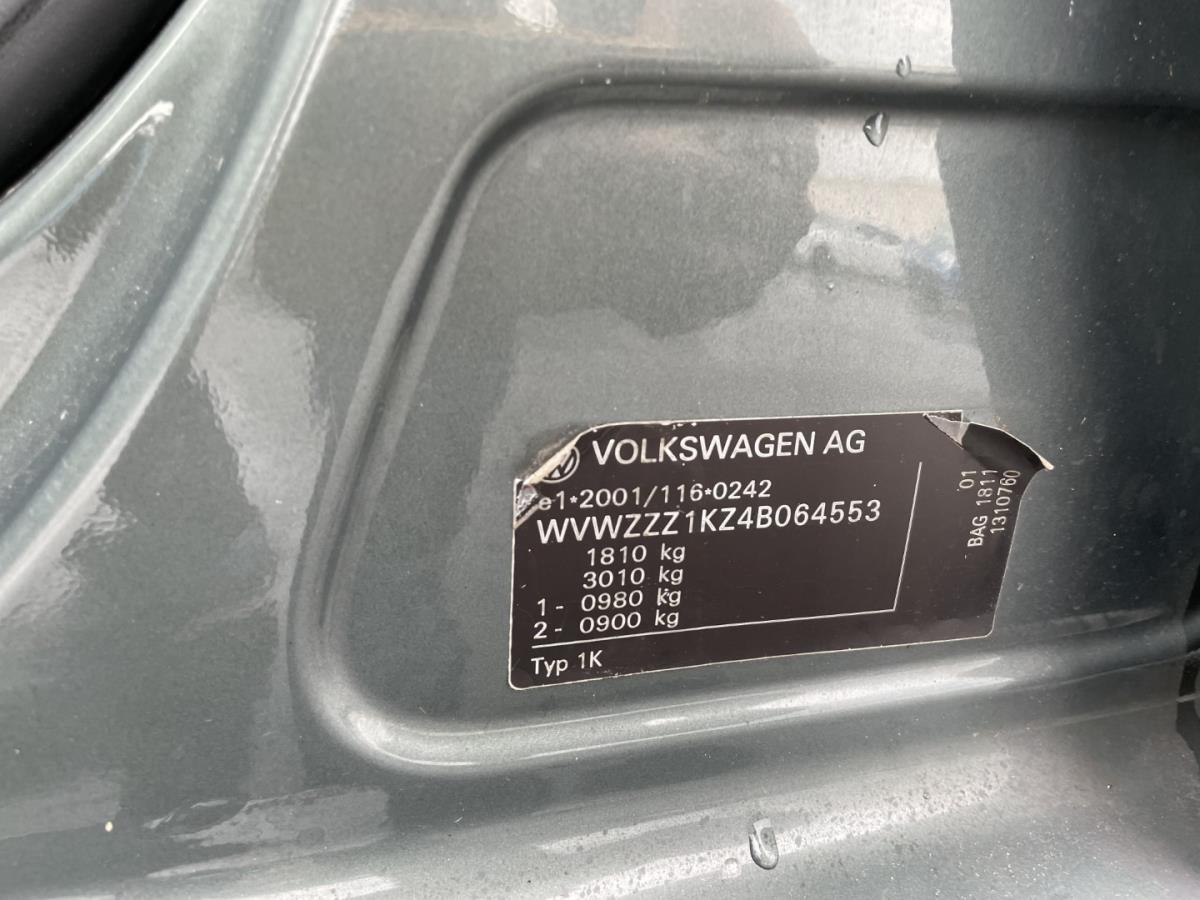 VOLKSWAGEN AG
e1*2001/116*0242
WVWZZZ1KZ4B064553
1810 kg
3010 kg
1- 0980 kg
2- 0900 kg
Typ 1K
01
BAG 1811
1310760